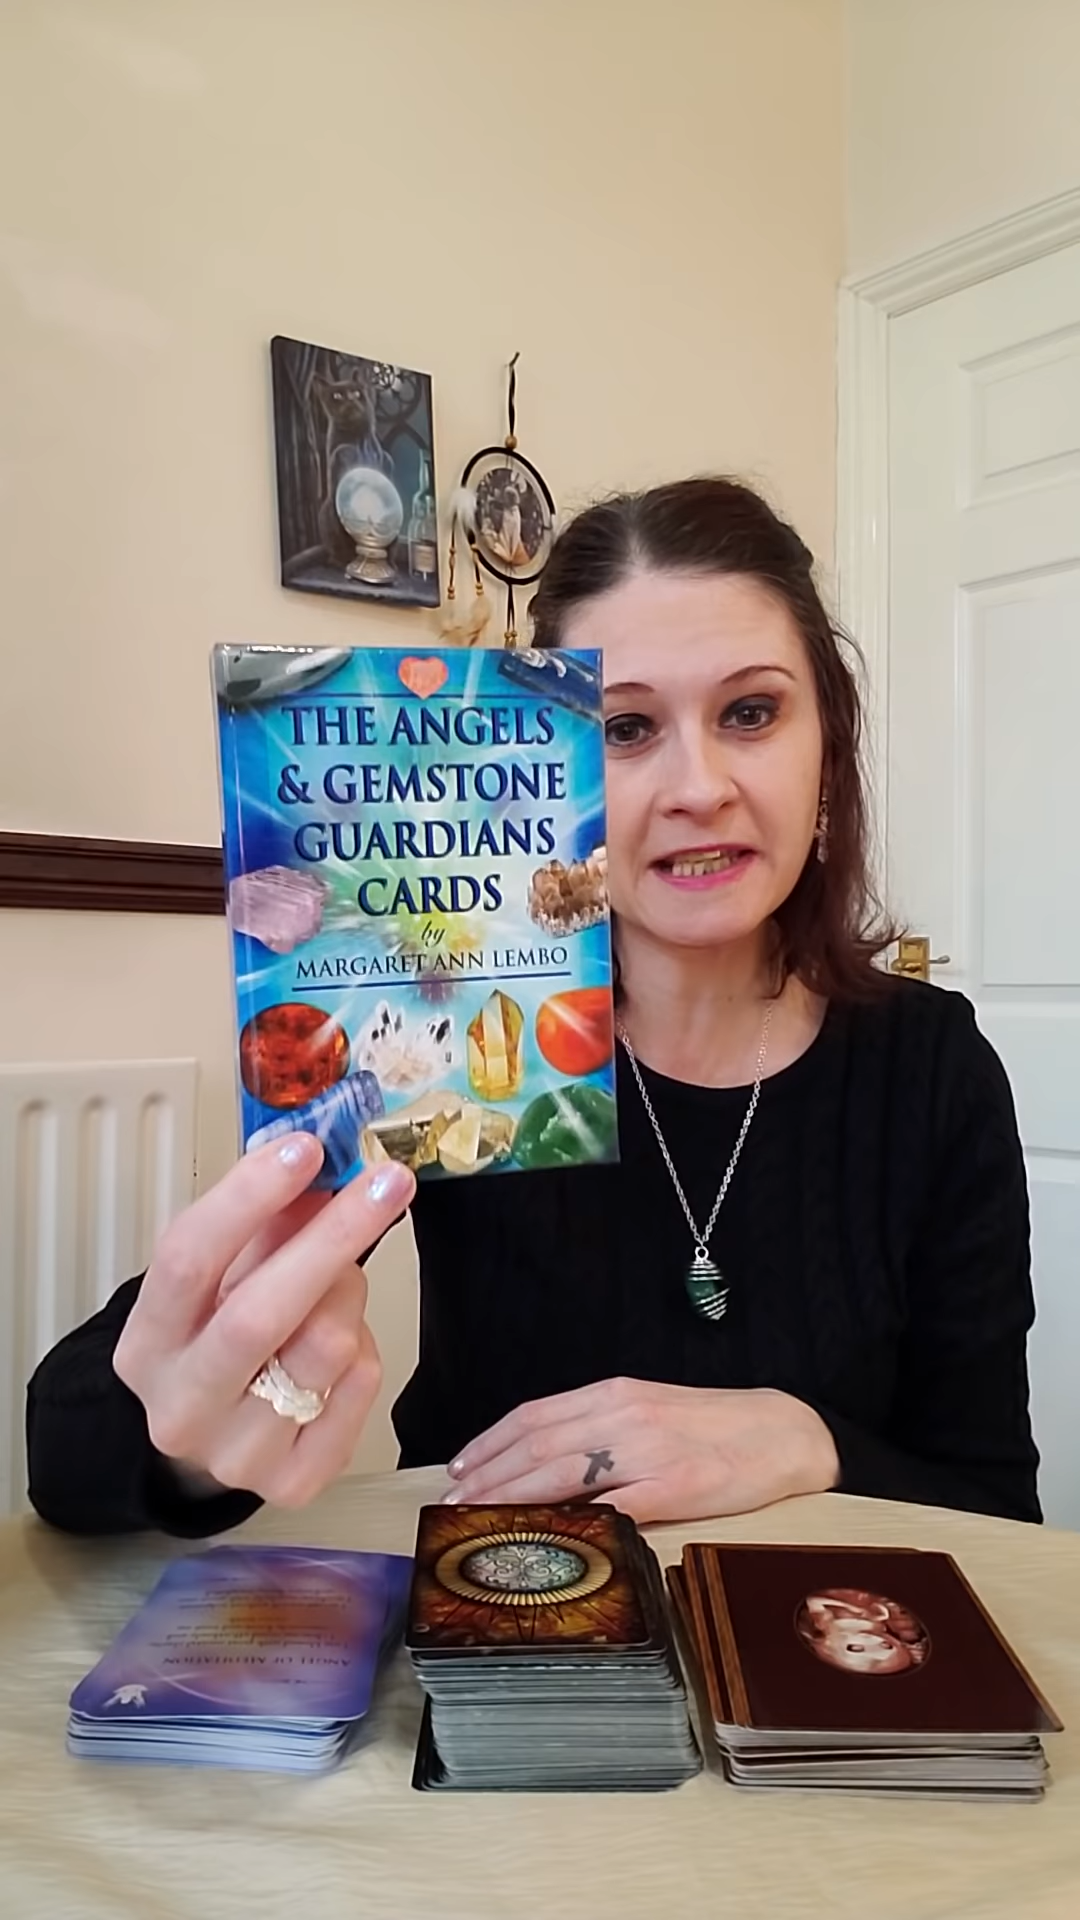 THE ANGELS
& GEMSTONE
GUARDIANS
CARDS
by
MARGARET ANN LEMBO
ANGEL OF MEDITATION